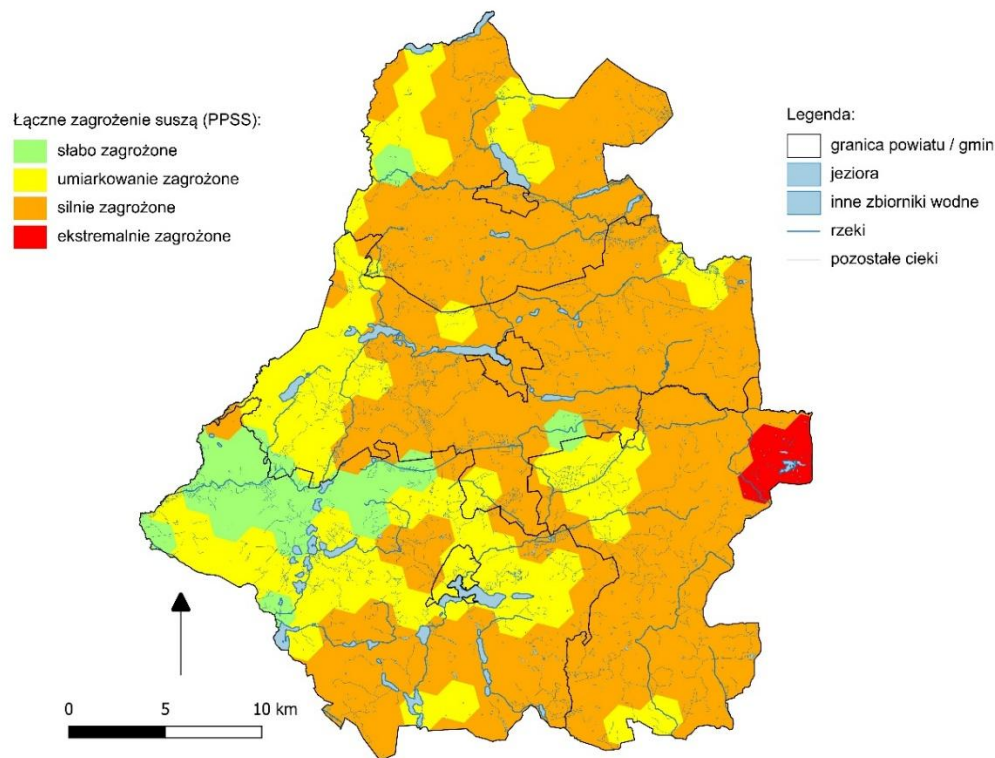 Łączne zagrożenie suszą (PPSS):
słabo zagrożone
umiarkowanie zagrożone
silnie zagrożone
ekstremalnie zagrożone
Legenda:
granica powiatu / gmin
jeziora
inne zbiorniki wodne
rzeki
pozostałe cieki
0 5 10 km